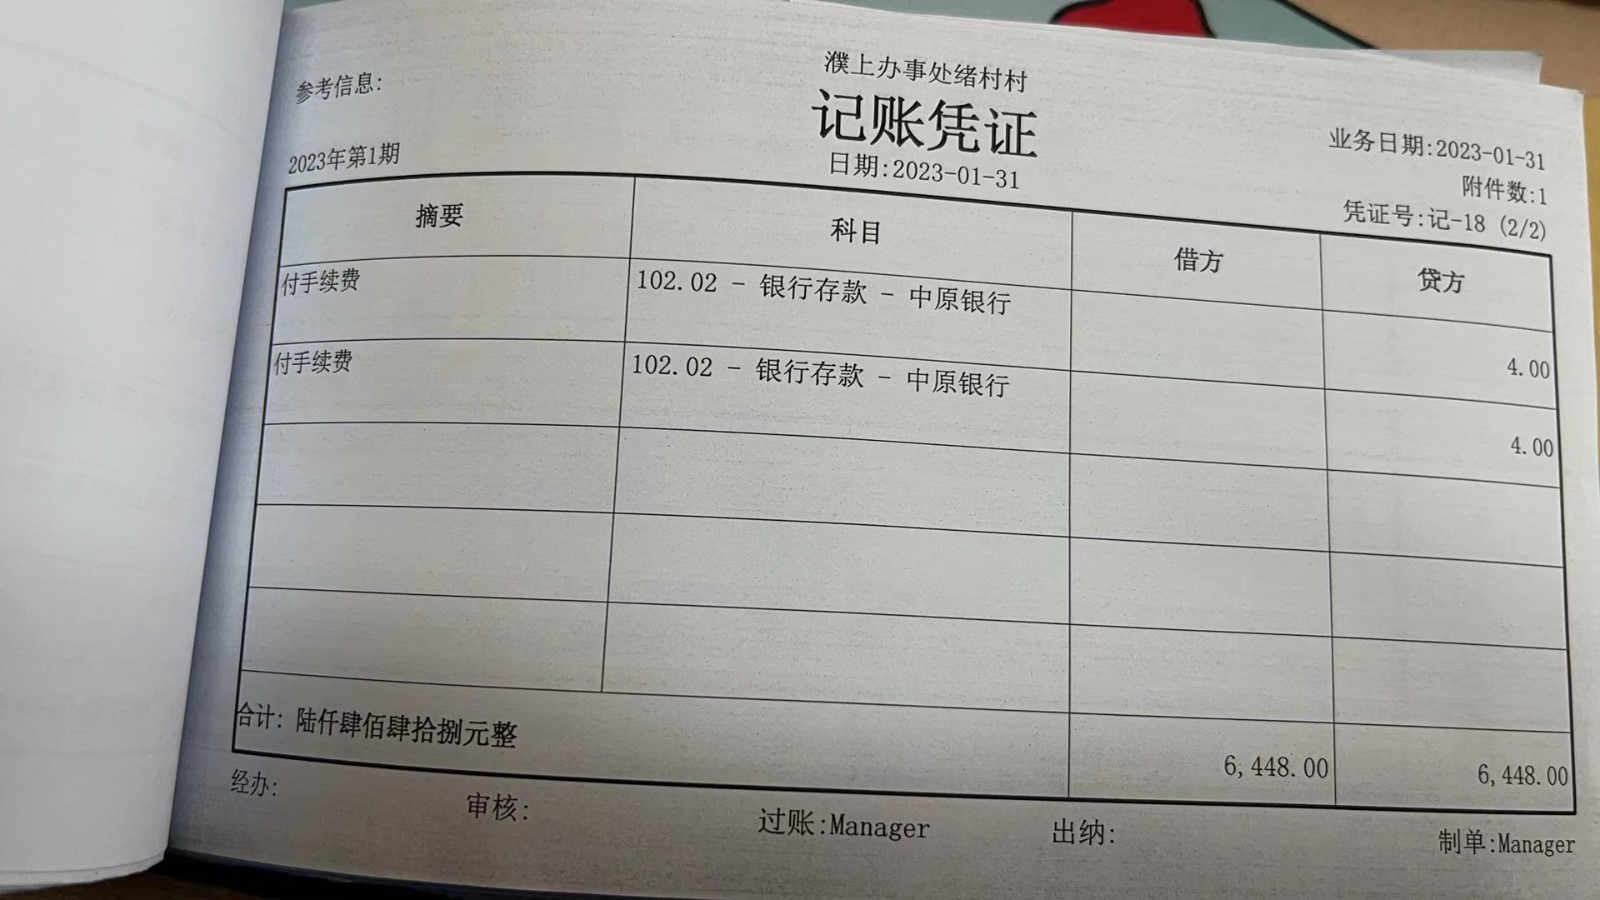 濮上办事处绪村村
参考信息:
记账凭证
业务日期:2023-01-31
2023年第1期
日期:2023-01-31
附件数:1
凭证号:记-18 (2/2)
摘要 科目 借方 贷方
付手续费 102.02 - 银行存款 - 中原银行 4.00
付手续费 102.02 - 银行存款 - 中原银行 4.00
合计: 陆仟肆佰肆拾捌元整 6,448.00 6,448.00
经办: 审核: 过账:Manager 出纳: 制单:Manager